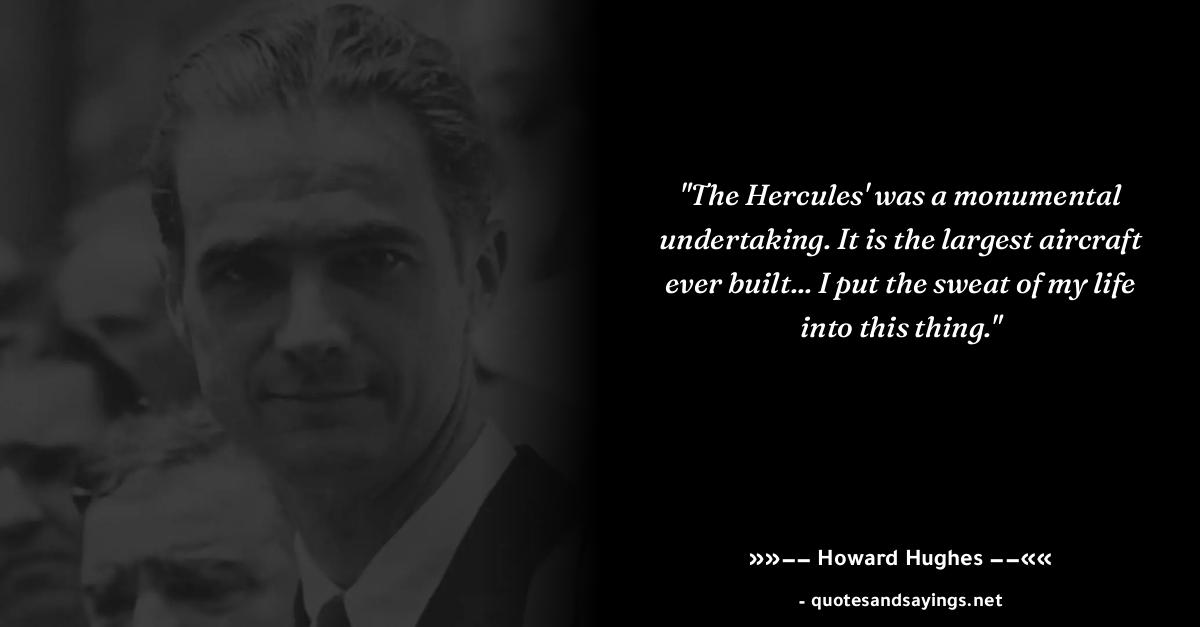 "The Hercules' was a monumental
undertaking. It is the largest aircraft
ever built... I put the sweat of my life
into this thing."
»»−− Howard Hughes −−««
- quotesandsayings.net